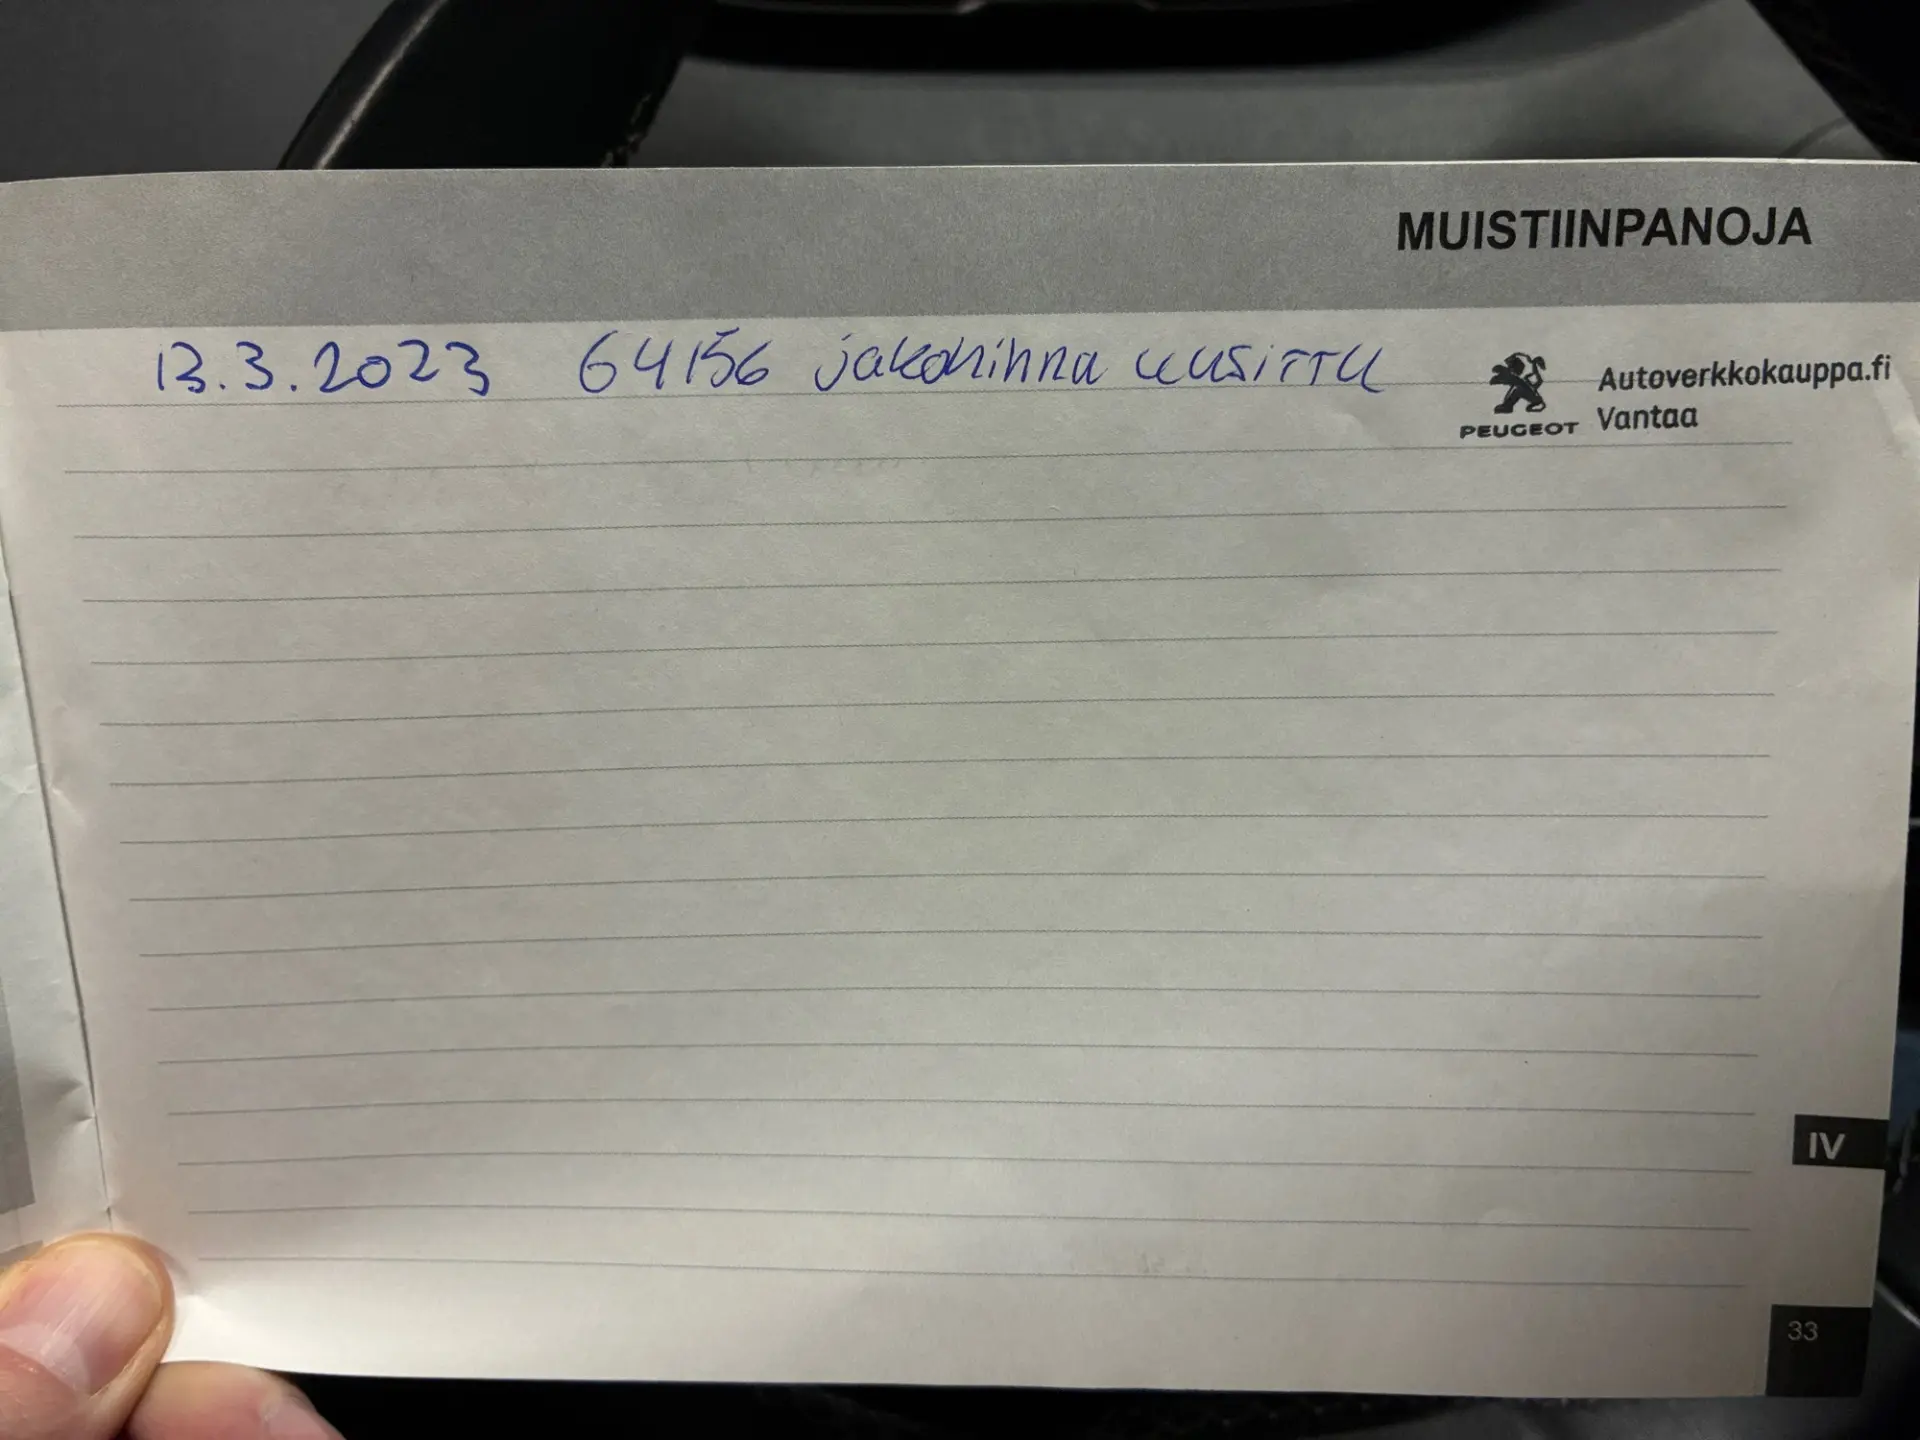 MUISTIINPANOJA
13.3.2023 64156 jakohihna uusittu
PEUGEOT
Autoverkkokauppa.fi
Vantaa
IV
33